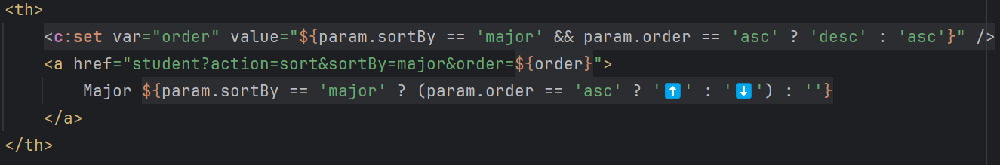 <th>
<c:set var="order" value="${param.sortBy == 'major' && param.order == 'asc' ? 'desc' : 'asc'}" />
<a href="student?action=sort&sortBy=major&order=${order}">
Major ${param.sortBy == 'major' ? (param.order == 'asc' ? '⬆️' : '⬇️') : ''}
</a>
</th>